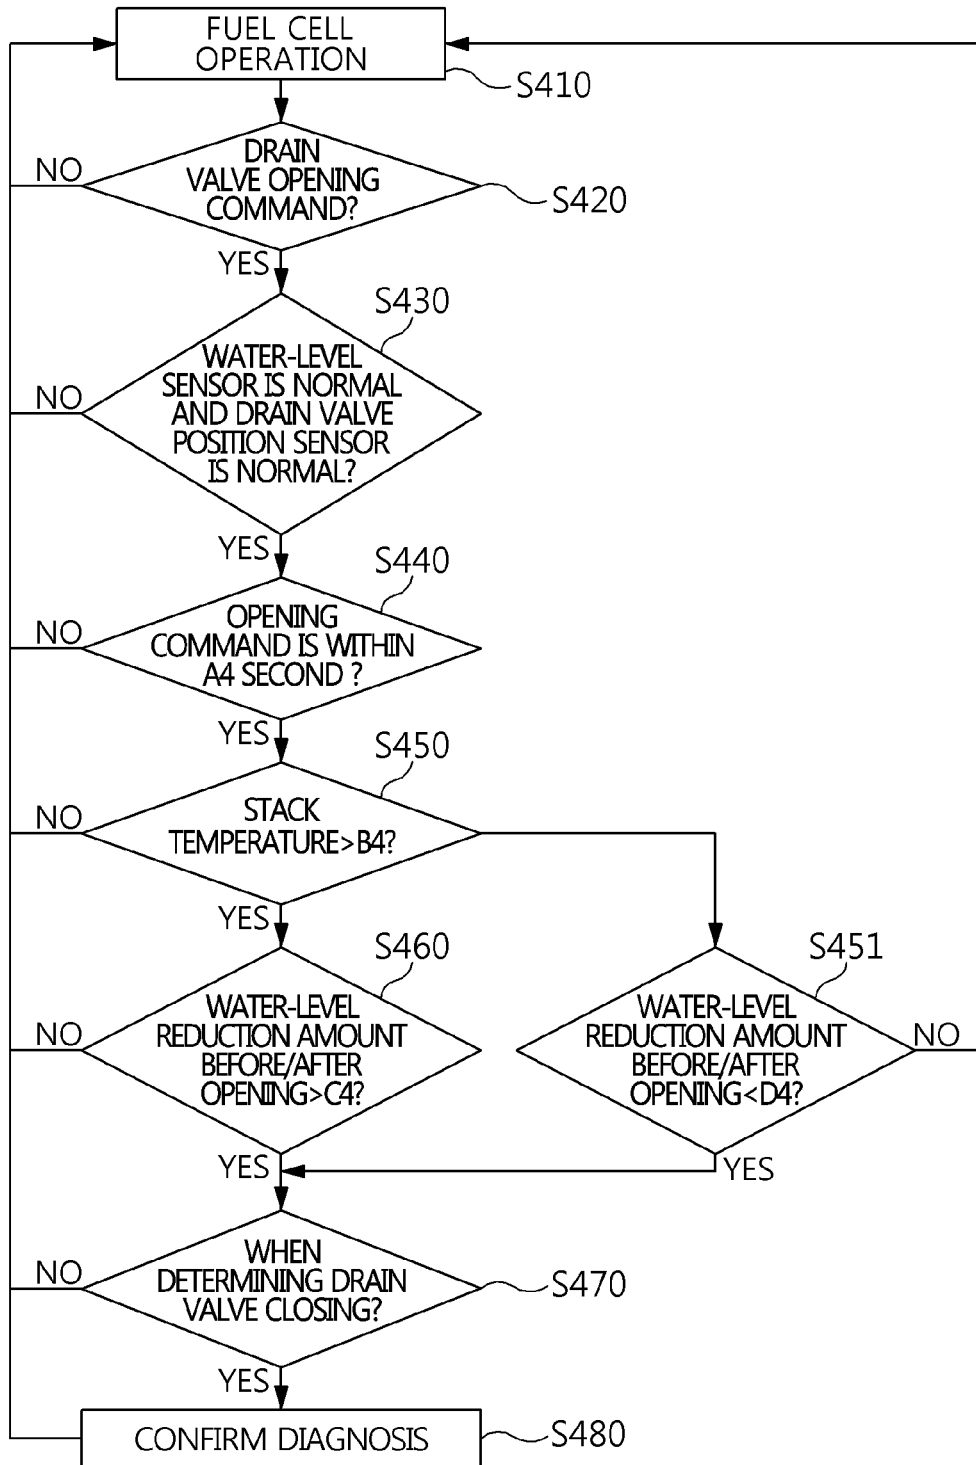 FUEL CELL
OPERATION
S410
DRAIN
VALVE OPENING
COMMAND?
NO
S420
YES
S430
WATER-LEVEL
SENSOR IS NORMAL
AND DRAIN VALVE
POSITION SENSOR
IS NORMAL?
NO
YES
S440
OPENING
COMMAND IS WITHIN
A4 SECOND ?
NO
YES
S450
STACK
TEMPERATURE>B4?
NO
YES
S460
WATER-LEVEL
REDUCTION AMOUNT
BEFORE/AFTER
OPENING>C4?
NO
S451
WATER-LEVEL
REDUCTION AMOUNT
BEFORE/AFTER
OPENING<D4?
NO
YES
YES
WHEN
DETERMINING DRAIN
VALVE CLOSING?
NO
S470
YES
CONFIRM DIAGNOSIS
S480